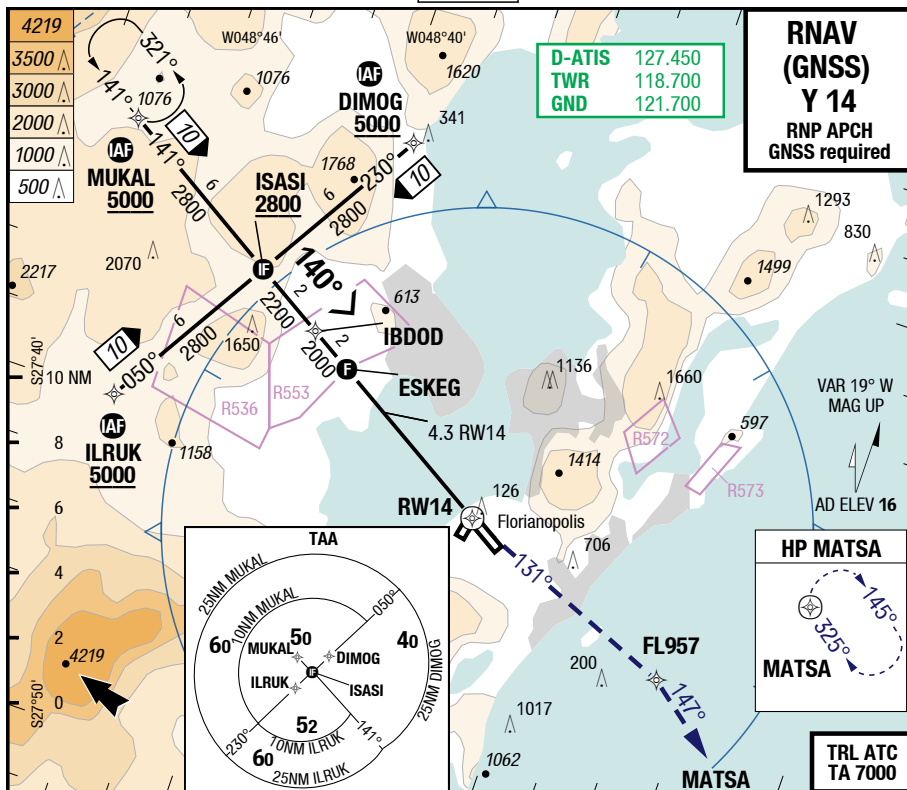 4219
3500
3000
2000
1000
500
W048°46'
W048°40'
321°
141°
1076
1076
1620
IAF
DIMOG
5000
341
D-ATIS 127.450
TWR 118.700
GND 121.700
RNAV
(GNSS)
Y 14
RNP APCH
GNSS required
IAF
MUKAL
5000
10
141°
6
2800
ISASI
2800
IF
1768
230°
10
6
2800
140°
2
2200
2070
2217
613
IBDOD
2
2000
ESKEG
F
1650
6
2800
050°
10
S27°40'
10 NM
IAF
ILRUK
5000
R536
R553
1158
4.3 RW14
1293
830
1499
1136
1660
R572
597
R573
1414
VAR 19° W
MAG UP
AD ELEV 16
8
6
4
2
0
RW14
126
Florianopolis
706
131°
FL957
147°
MATSA
200
1017
1062
4219
S27°50'
TAA
25NM MUKAL
10NM MUKAL
050°
60
50
40
MUKAL
DIMOG
ILRUK
IF
ISASI
25NM DIMOG
52
230°
141°
10NM ILRUK
60
25NM ILRUK
HP MATSA
145°
325°
MATSA
TRL ATC
TA 7000